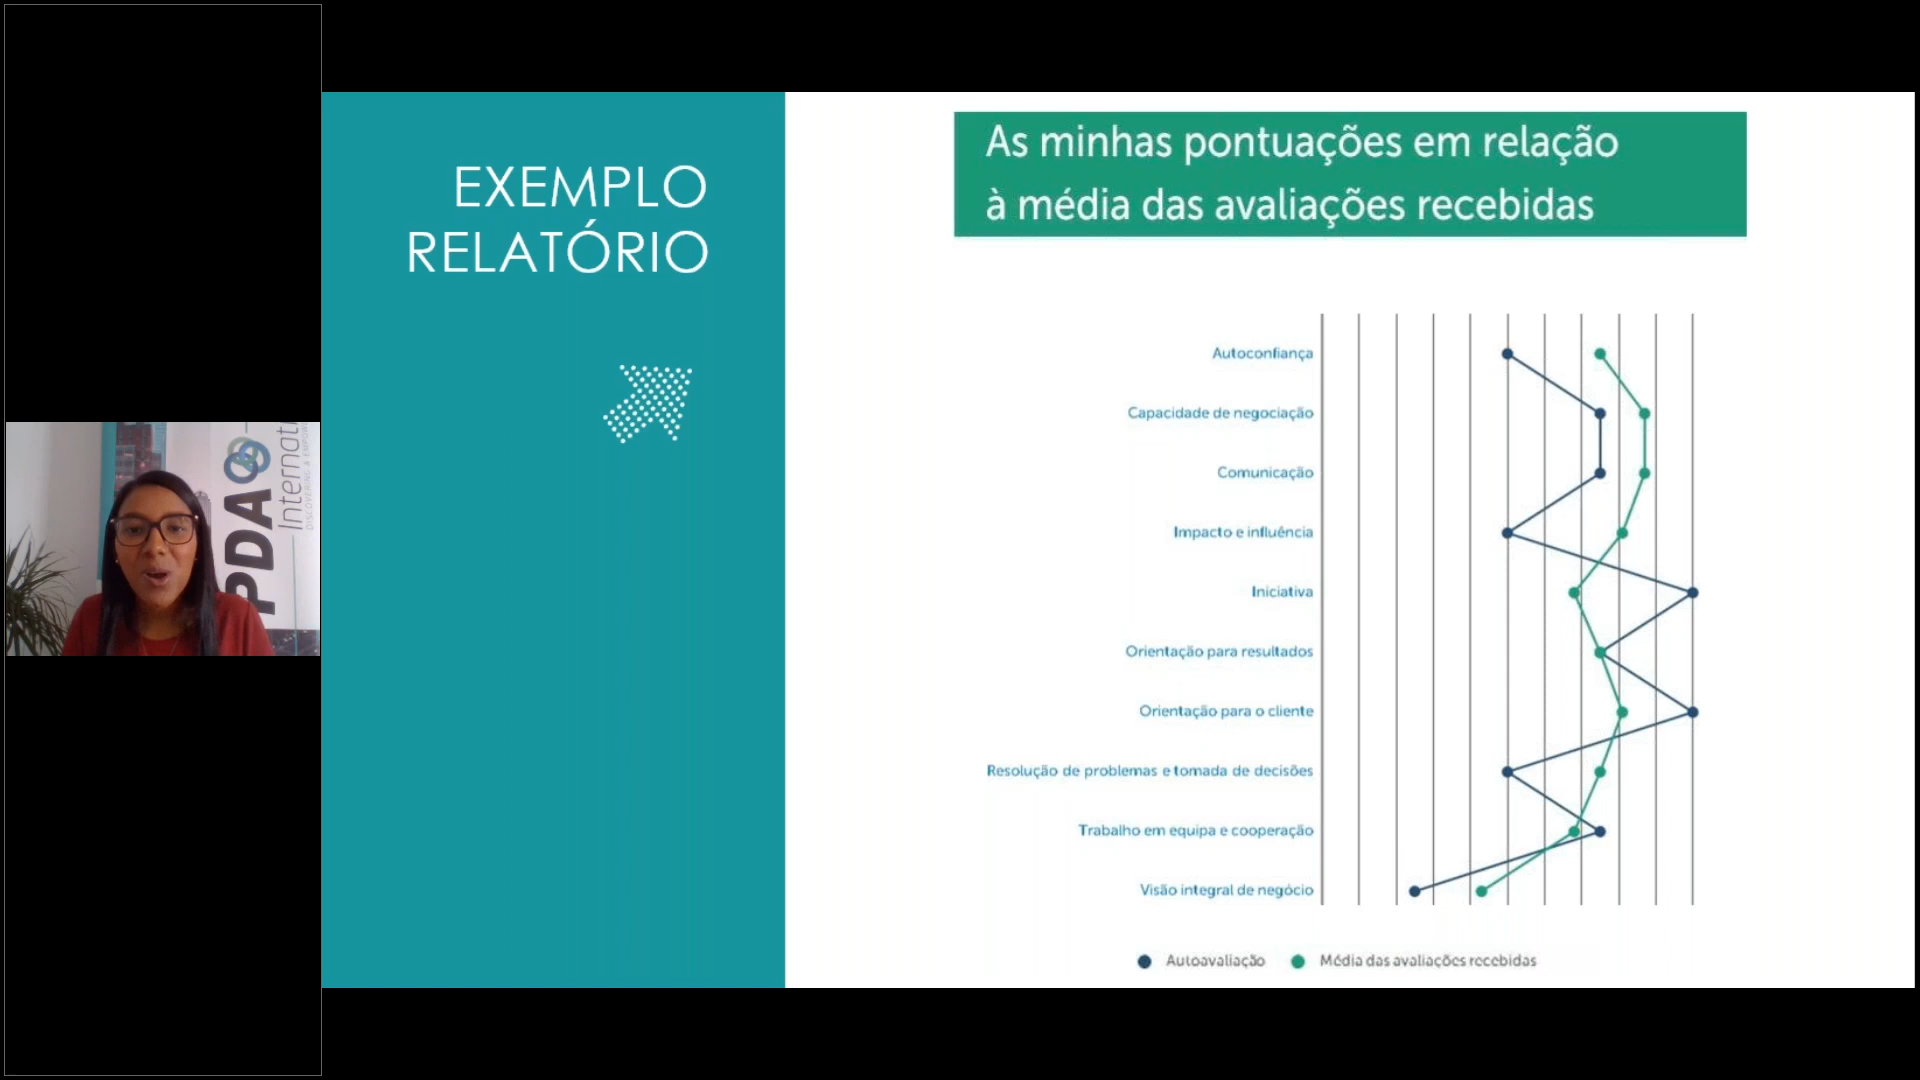 EXEMPLO
RELATÓRIO
As minhas pontuações em relação
à média das avaliações recebidas
Autoconfiança
Capacidade de negociação
Comunicação
Impacto e influência
Iniciativa
Orientação para resultados
Orientação para o cliente
Resolução de problemas e tomada de decisões
Trabalho em equipa e cooperação
Visão integral de negócio
Autoavaliação
Média das avaliações recebidas
PDA
Internati